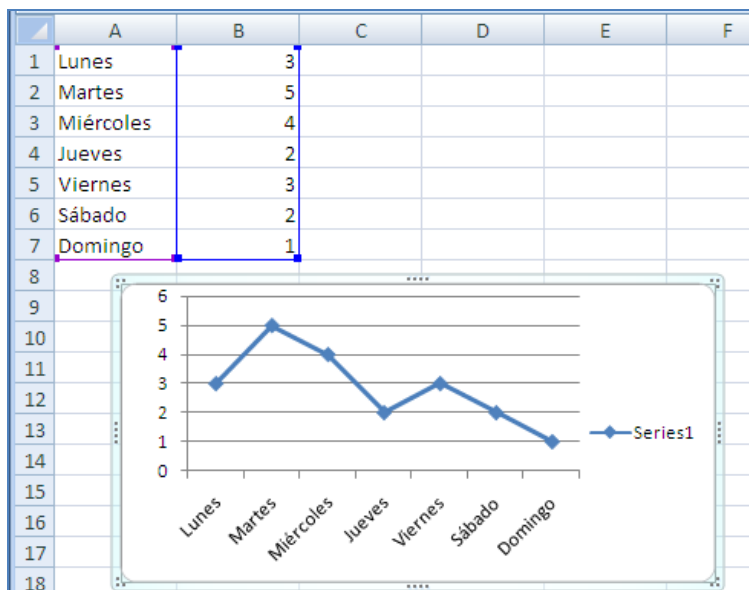 A B C D E F
1 Lunes 3
2 Martes 5
3 Miércoles 4
4 Jueves 2
5 Viernes 3
6 Sábado 2
7 Domingo 1
8
9
10
11
12
13
14
15
16
17
18
6
5
4
3
2
1
0
Lunes Martes Miércoles Jueves Viernes Sábado Domingo
Series1